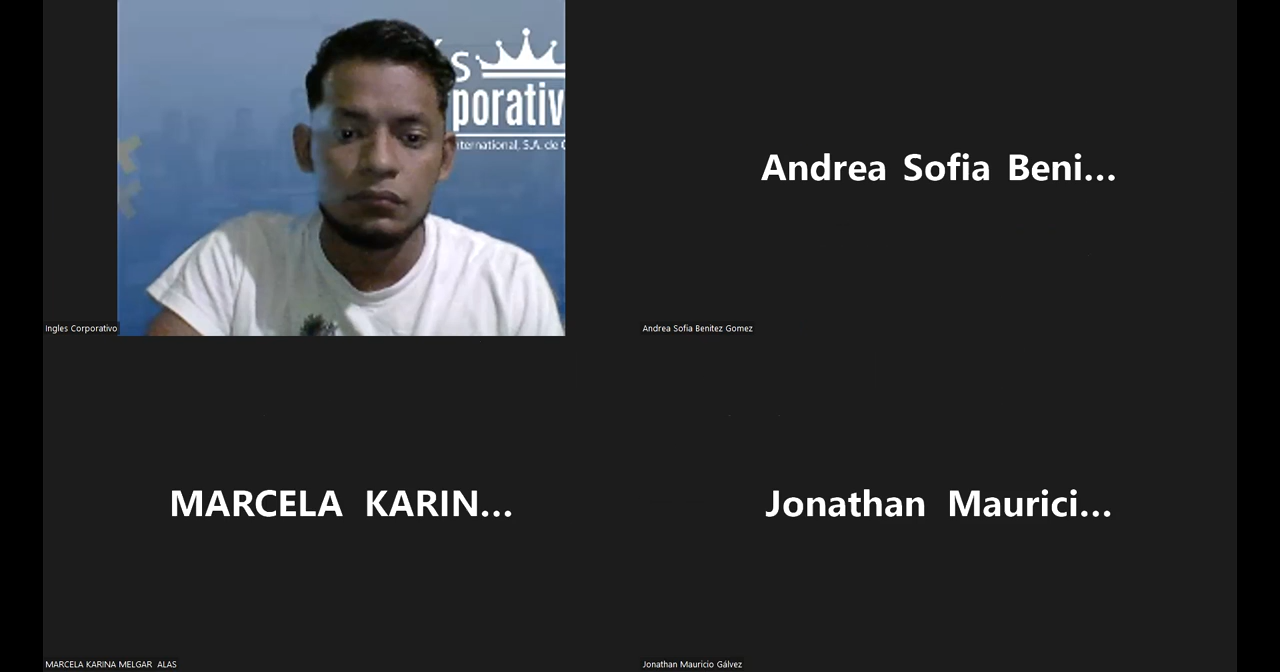 s
porativ
nternational, S.A. de C
Ingles Corporativo
Andrea Sofia Beni...
Andrea Sofia Benitez Gomez
MARCELA KARIN...
MARCELA KARINA MELGAR ALAS
Jonathan Maurici...
Jonathan Mauricio Gálvez